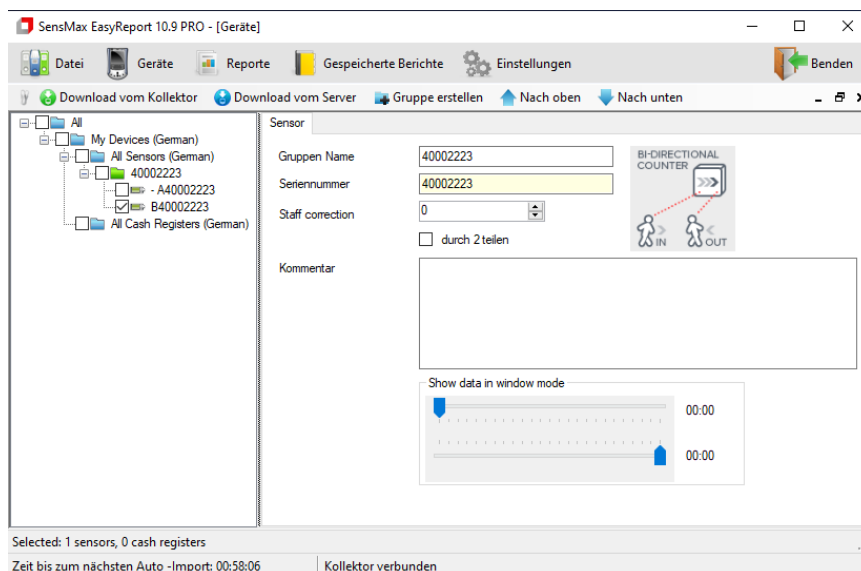 SensMax EasyReport 10.9 PRO - [Geräte]
Datei Geräte Reporte Gespeicherte Berichte Einstellungen Benden
Download vom Kollektor Download vom Server Gruppe erstellen Nach oben Nach unten
All
My Devices (German)
All Sensors (German)
40002223
- A40002223
B40002223
All Cash Registers (German)
Sensor
Gruppen Name 40002223
Seriennummer 40002223
Staff correction 0
durch 2 teilen
BI-DIRECTIONAL
COUNTER
IN OUT
Kommentar
Show data in window mode
00:00
00:00
Selected: 1 sensors, 0 cash registers
Zeit bis zum nächsten Auto -Import: 00:58:06 Kollektor verbunden